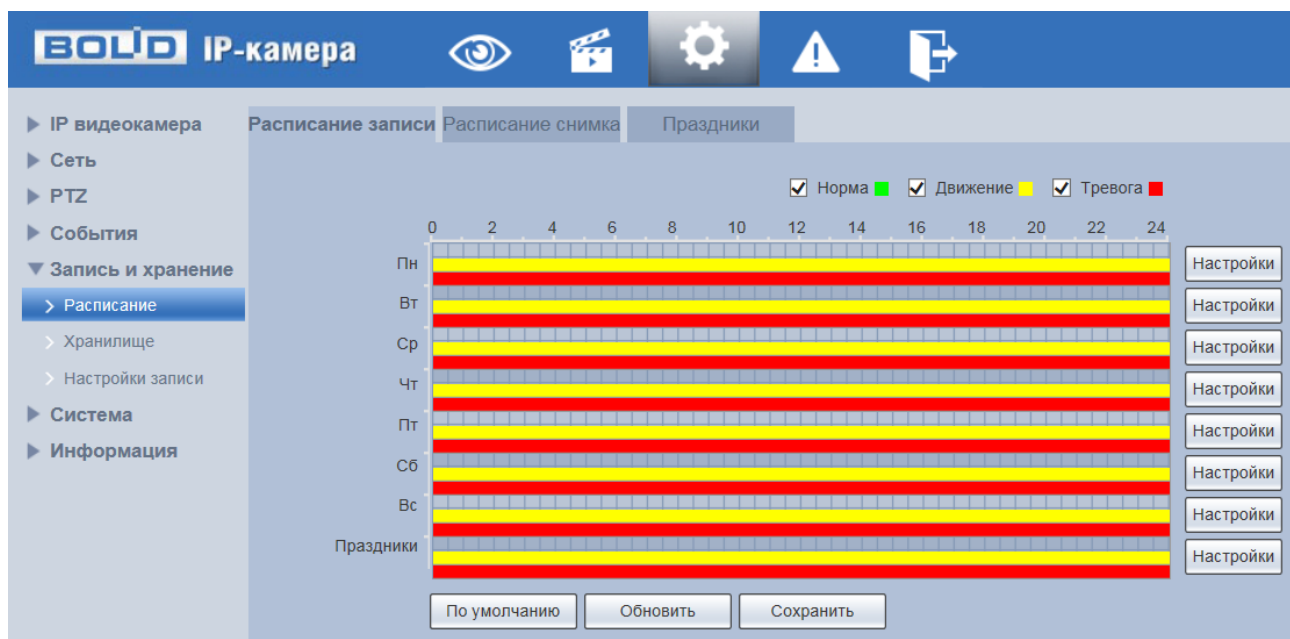 BOLID IP-камера
IP видеокамера
Сеть
PTZ
События
Запись и хранение
Расписание
Хранилище
Настройки записи
Система
Информация
Расписание записи Расписание снимка Праздники
Норма Движение Тревога
0 2 4 6 8 10 12 14 16 18 20 22 24
Пн Настройки
Вт Настройки
Ср Настройки
Чт Настройки
Пт Настройки
Сб Настройки
Вс Настройки
Праздники Настройки
По умолчанию Обновить Сохранить